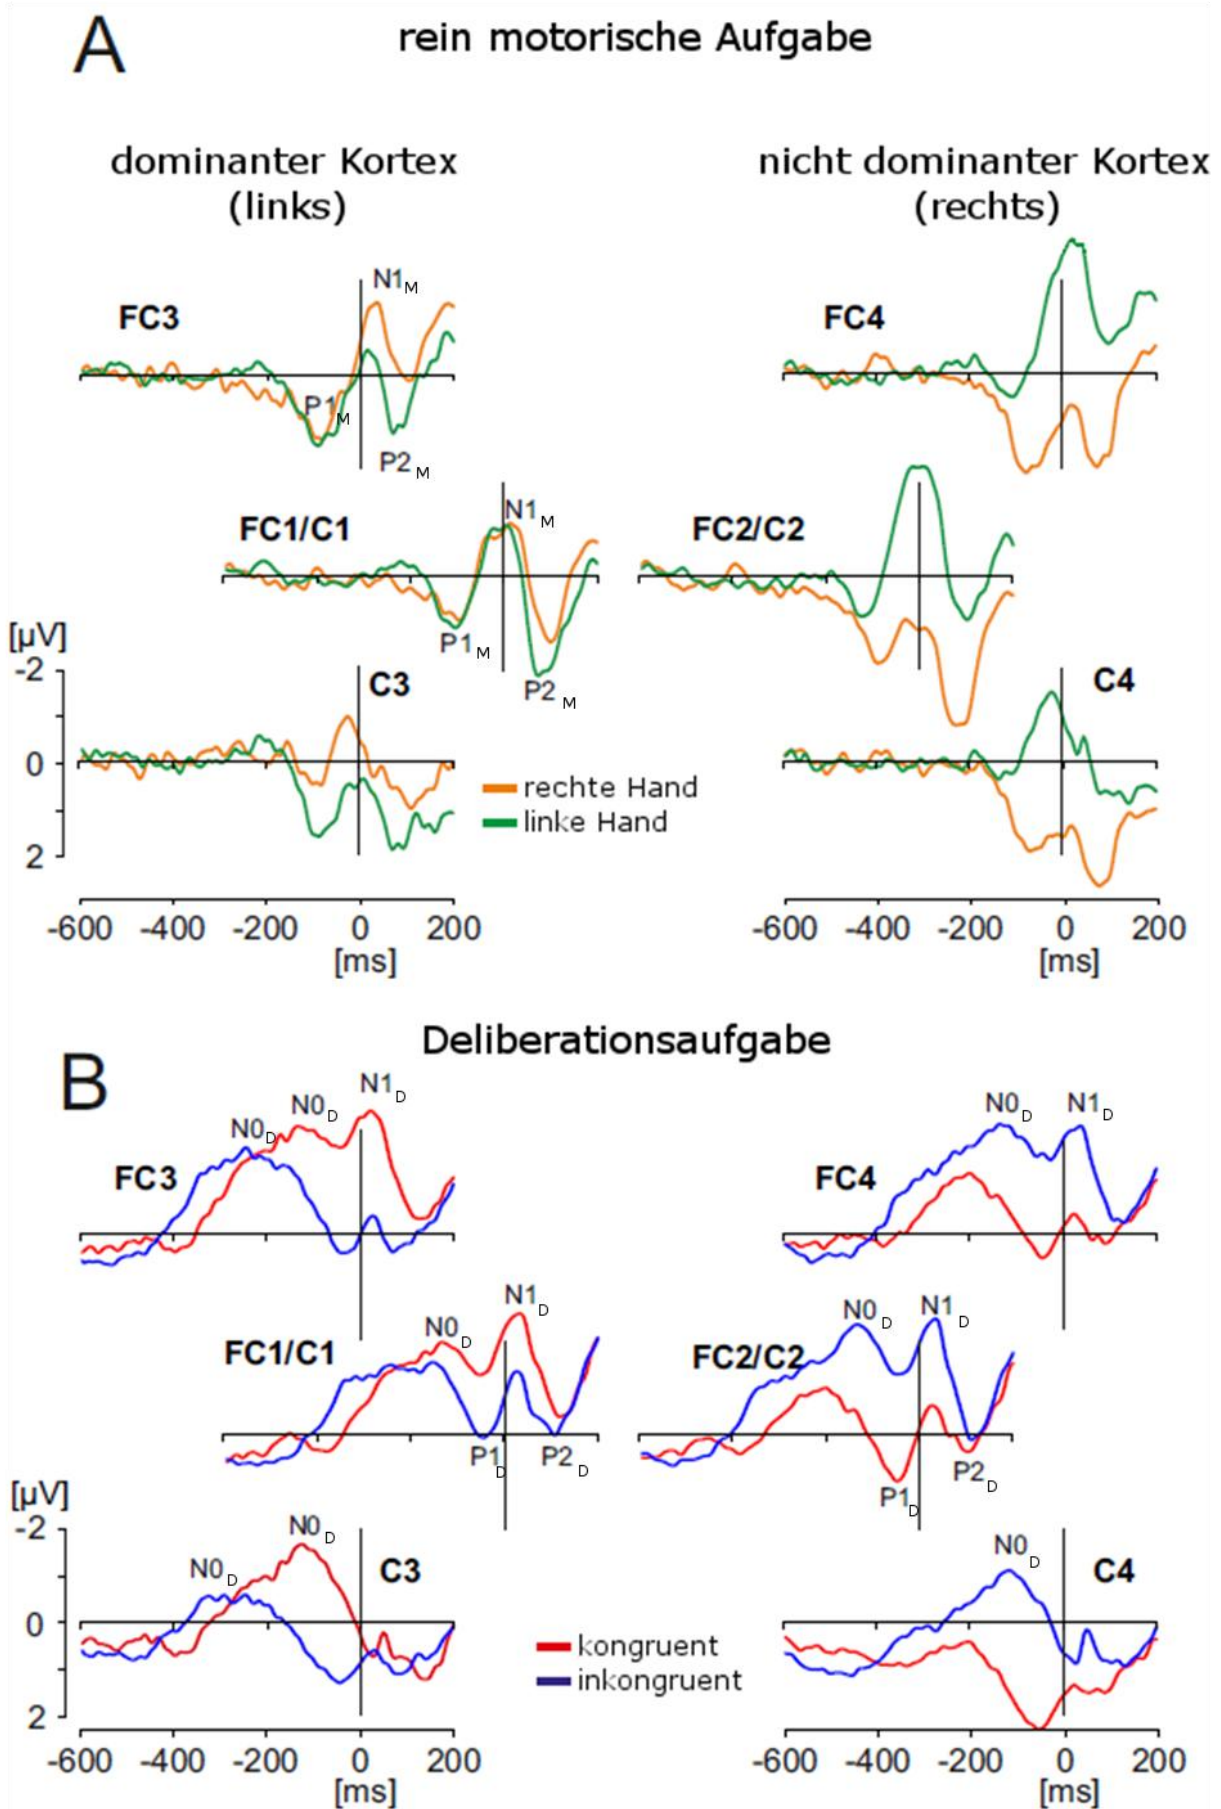 A
rein motorische Aufgabe
dominanter Kortex
(links)
nicht dominanter Kortex
(rechts)
FC3
N1M
P1M
P2M
FC4
FC1/C1
N1M
P1M
P2M
FC2/C2
[µV]
-2
0
2
C3
C4
rechte Hand
linke Hand
-600 -400 -200 0 200
[ms]
-600 -400 -200 0 200
[ms]
Deliberationsaufgabe
B
FC3
N0D
N0D
N1D
FC4
N0D
N1D
FC1/C1
N0D
N1D
P1D
P2D
FC2/C2
N0D
N1D
P1D
P2D
[µV]
-2
0
2
N0D
N0D
C3
N0D
C4
kongruent
inkongruent
-600 -400 -200 0 200
[ms]
-600 -400 -200 0 200
[ms]